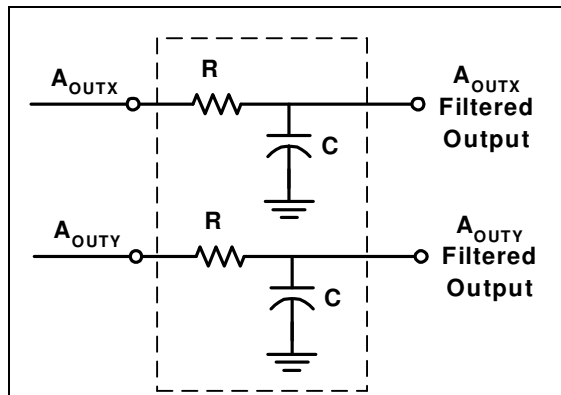 R
A_OUTX
A_OUTX
Filtered
Output
C
R
A_OUTY
A_OUTY
Filtered
Output
C